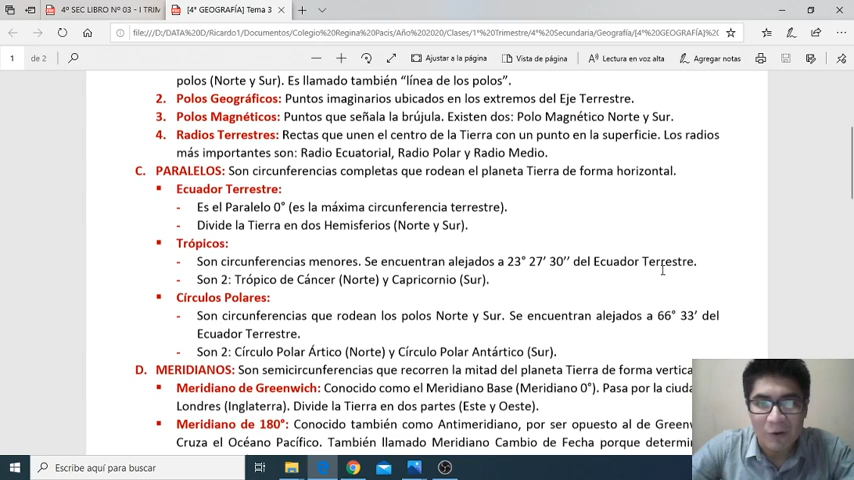 4º SEC LIBRO Nº 03 - I TRIM
[4° GEOGRAFÍA] Tema 3
file:///D:/DATA%20D/Ricardo1/Documentos/Colegio%20Regina%20Pacis/Año%202020/Clases/1°%20Trimestre/4°%20Secundaria/Geografía/[4°%20GEOGRAFÍA]%2
1 de 2
Ajustar a la página
Vista de página
Lectura en voz alta
Agregar notas
polos (Norte y Sur). Es llamado también “línea de los polos”.
2. Polos Geográficos: Puntos imaginarios ubicados en los extremos del Eje Terrestre.
3. Polos Magnéticos: Puntos que señala la brújula. Existen dos: Polo Magnético Norte y Sur.
4. Radios Terrestres: Rectas que unen el centro de la Tierra con un punto en la superficie. Los radios
más importantes son: Radio Ecuatorial, Radio Polar y Radio Medio.
C. PARALELOS: Son circunferencias completas que rodean el planeta Tierra de forma horizontal.
Ecuador Terrestre:
- Es el Paralelo 0° (es la máxima circunferencia terrestre).
- Divide la Tierra en dos Hemisferios (Norte y Sur).
Trópicos:
- Son circunferencias menores. Se encuentran alejados a 23° 27’ 30’’ del Ecuador Terrestre.
- Son 2: Trópico de Cáncer (Norte) y Capricornio (Sur).
Círculos Polares:
- Son circunferencias que rodean los polos Norte y Sur. Se encuentran alejados a 66° 33’ del
Ecuador Terrestre.
- Son 2: Círculo Polar Ártico (Norte) y Círculo Polar Antártico (Sur).
D. MERIDIANOS: Son semicircunferencias que recorren la mitad del planeta Tierra de forma vertica
Meridiano de Greenwich: Conocido como el Meridiano Base (Meridiano 0°). Pasa por la ciuda
Londres (Inglaterra). Divide la Tierra en dos partes (Este y Oeste).
Meridiano de 180°: Conocido también como Antimeridiano, por ser opuesto al de Greenw
Cruza el Océano Pacífico. También llamado Meridiano Cambio de Fecha porque determin
Escribe aquí para buscar